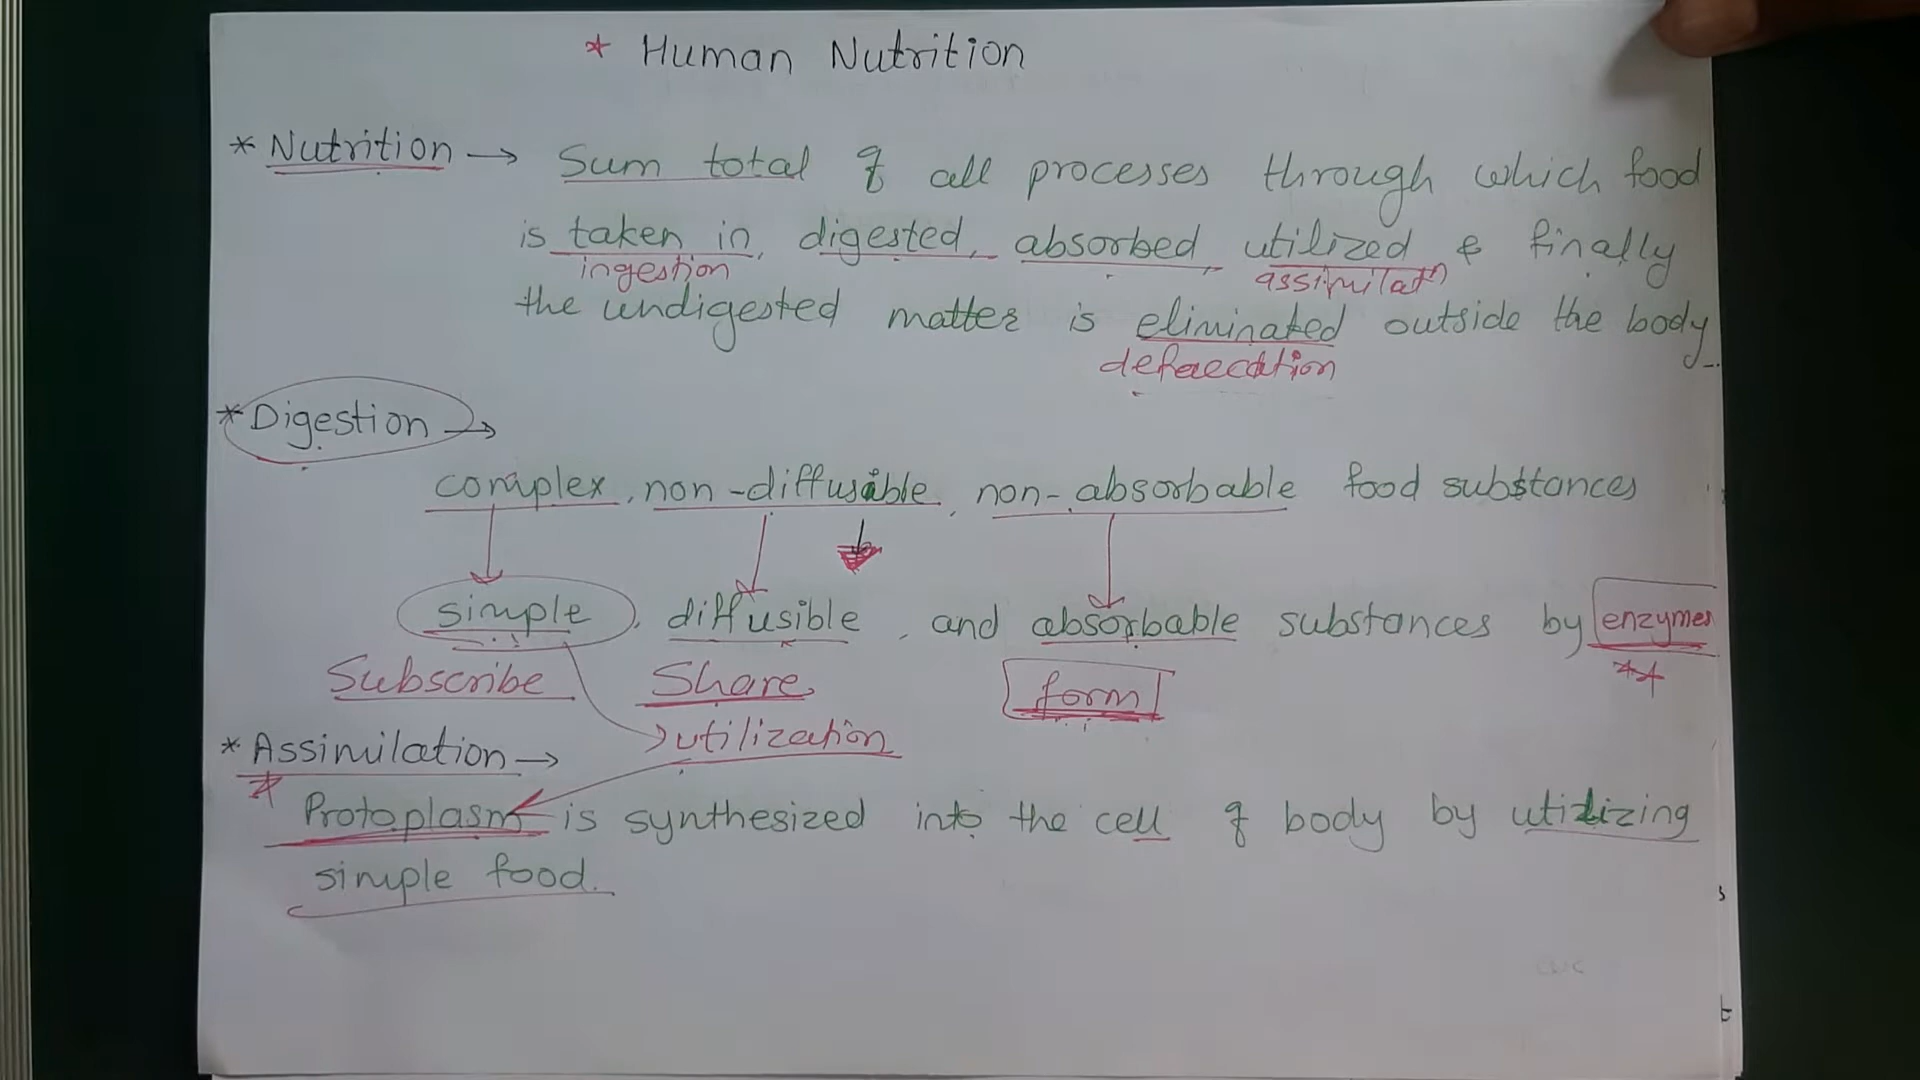 * Human Nutrition
* Nutrition → Sum total of all processes through which food
is taken in, digested, absorbed, utilized & finally
ingestion assimilatn
the undigested matter is eliminated outside the body.
defaecation
* Digestion →
complex, non-diffusible, non-absorbable food substances
simple, diffusible, and absorbable substances by enzymes
Subscribe Share form **
→ utilization
* Assimilation →
* Protoplasm is synthesized into the cell of body by utilizing
simple food.